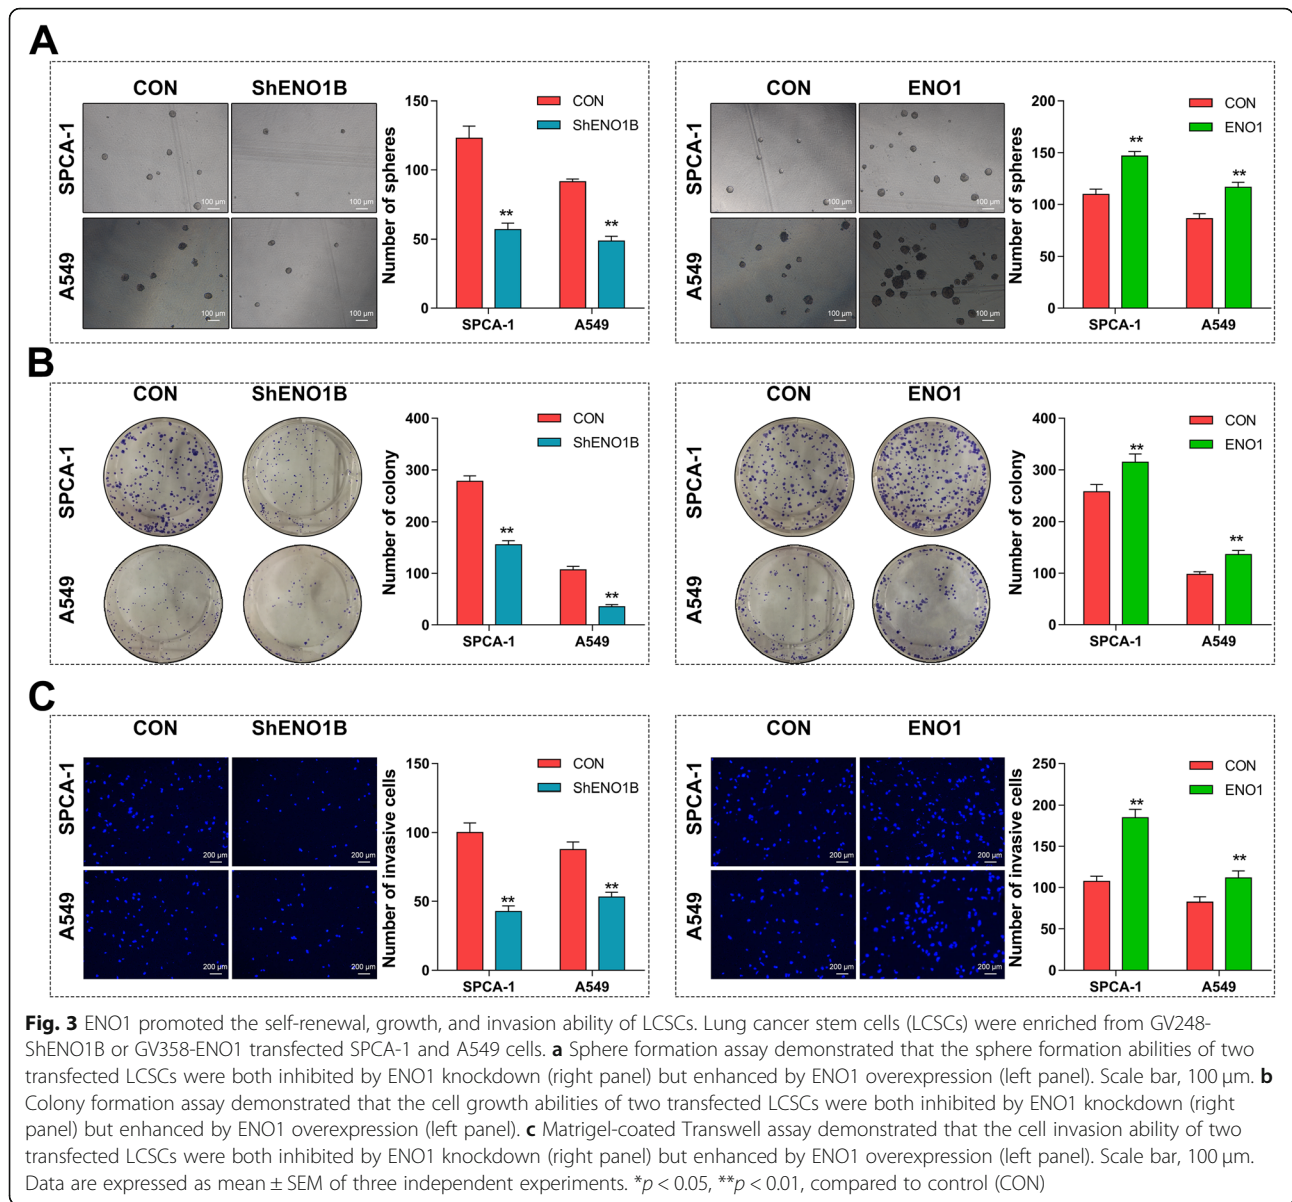 A
CON
ShENO1B
SPCA-1
A549
100 μm
100 μm
100 μm
100 μm
Number of spheres
150
100
50
0
CON
ShENO1B
**
**
SPCA-1
A549
CON
ENO1
SPCA-1
A549
100 μm
100 μm
100 μm
100 μm
Number of spheres
200
150
100
50
0
CON
ENO1
**
**
SPCA-1
A549
B
CON
ShENO1B
SPCA-1
A549
Number of colony
400
300
200
100
0
CON
ShENO1B
**
**
SPCA-1
A549
CON
ENO1
SPCA-1
A549
Number of colony
400
300
200
100
0
CON
ENO1
**
**
SPCA-1
A549
C
CON
ShENO1B
SPCA-1
A549
200 μm
200 μm
200 μm
200 μm
Number of invasive cells
150
100
50
0
CON
ShENO1B
**
**
SPCA-1
A549
CON
ENO1
SPCA-1
A549
200 μm
200 μm
200 μm
200 μm
Number of invasive cells
250
200
150
100
50
0
CON
ENO1
**
**
SPCA-1
A549
Fig. 3 ENO1 promoted the self-renewal, growth, and invasion ability of LCSCs. Lung cancer stem cells (LCSCs) were enriched from GV248-
ShENO1B or GV358-ENO1 transfected SPCA-1 and A549 cells. a Sphere formation assay demonstrated that the sphere formation abilities of two
transfected LCSCs were both inhibited by ENO1 knockdown (right panel) but enhanced by ENO1 overexpression (left panel). Scale bar, 100 μm. b
Colony formation assay demonstrated that the cell growth abilities of two transfected LCSCs were both inhibited by ENO1 knockdown (right
panel) but enhanced by ENO1 overexpression (left panel). c Matrigel-coated Transwell assay demonstrated that the cell invasion ability of two
transfected LCSCs were both inhibited by ENO1 knockdown (right panel) but enhanced by ENO1 overexpression (left panel). Scale bar, 100 μm.
Data are expressed as mean ± SEM of three independent experiments. *p < 0.05, **p < 0.01, compared to control (CON)